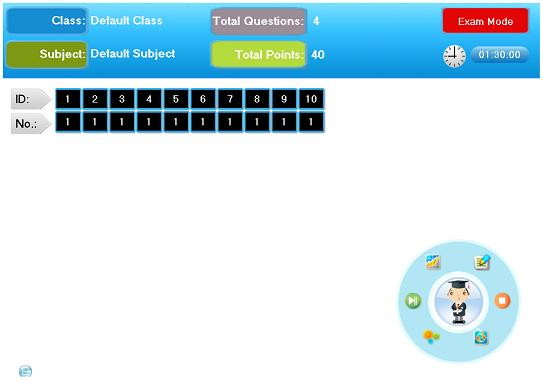 Class: Default Class Total Questions: 4 Exam Mode
Subject: Default Subject Total Points: 40 01:30:00
ID: 1 2 3 4 5 6 7 8 9 10
No.: 1 1 1 1 1 1 1 1 1 1